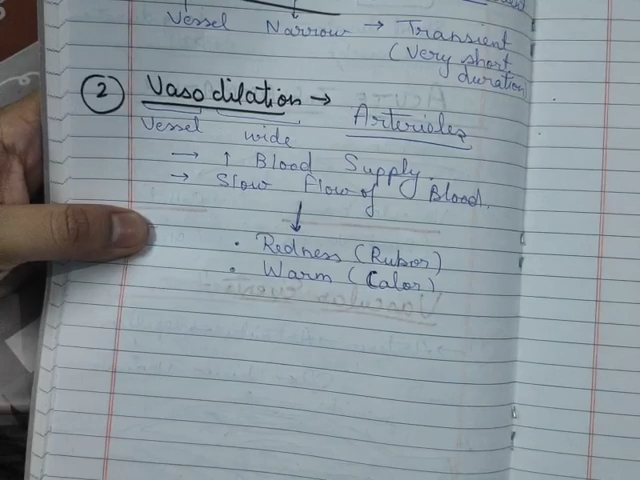 Vessel Narrow → Transient
(Very short
duration
② Vasodilation → Arterioles
Vessel wide
→ ↑ Blood Supply.
→ Slow Flow of Blood.
↓
• Redness (Rubor)
• Warm (Calor)